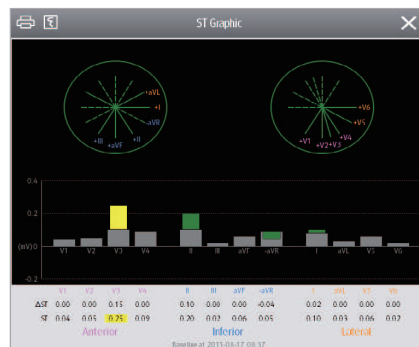 ST Graphic
+aVL
+I
-aVR
+II
+aVF
+III
+V6
+V5
+V4
+V2+V3
+V1
0.4
0.2
(mV)0
-0.2
V1 V2 V3 V4 II III aVF -aVR I aVL V5 V6
V1 V2 V3 V4 II III aVF -aVR I aVL V5 V6
ΔST 0.00 0.00 0.15 0.00 0.10 0.00 0.00 -0.04 0.02 0.00 0.00 0.00
ST 0.04 0.05 0.25 0.09 0.20 0.02 0.06 0.05 0.10 0.03 0.06 0.02
Anterior Inferior Lateral
Baseline at 2015-08-17 09:37